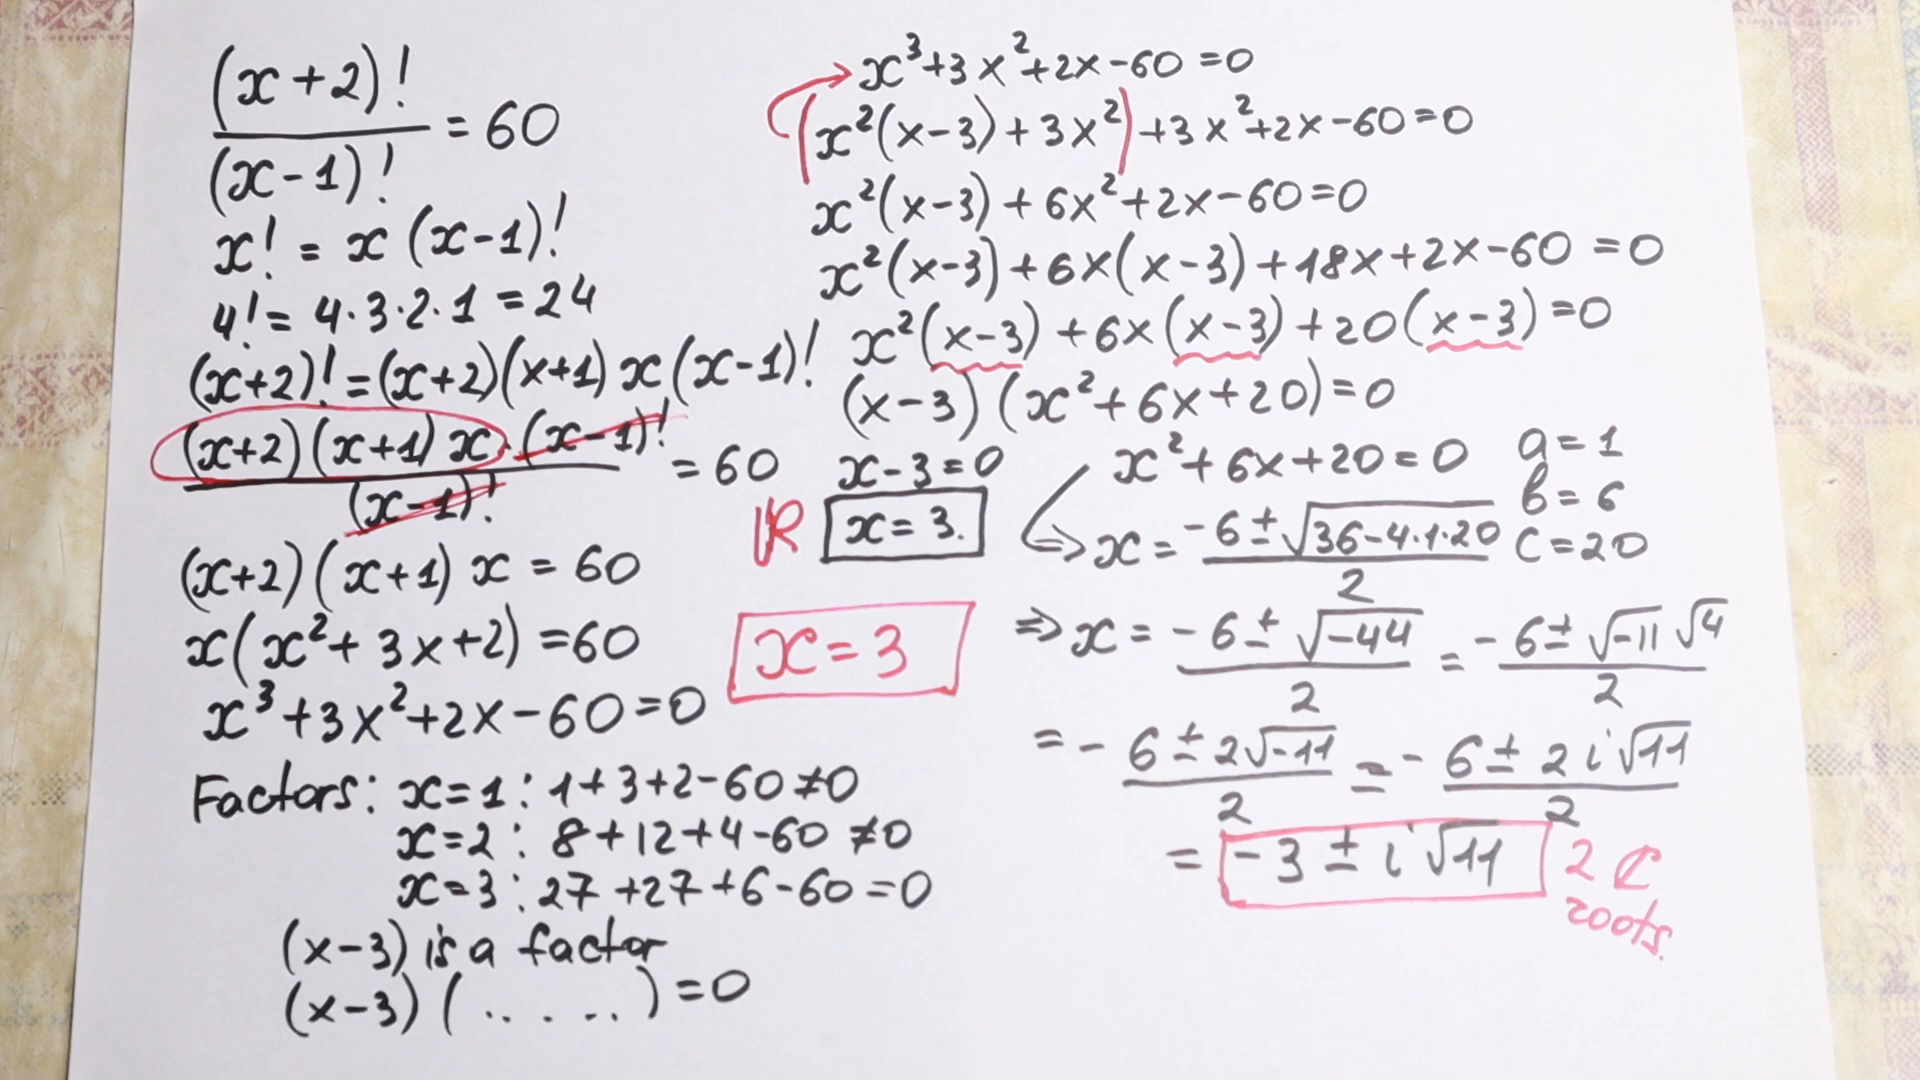 (x+2)!/(x-1)! = 60
x! = x (x-1)!
4! = 4·3·2·1 = 24
(x+2)! = (x+2)(x+1) x (x-1)!
(x+2)(x+1) x · (x-1)!/(x-1)! = 60
(x+2)(x+1) x = 60
x(x²+ 3x+2) = 60
x³+3x²+2x-60=0
Factors: x=1 : 1+3+2-60≠0
x=2 : 8+12+4-60 ≠0
x=3 : 27 +27+6-60=0
(x-3) is a factor
(x-3) ( .. . . .. ) =0
x³+3x²+2x-60=0
(x²(x-3)+3x²)+3x²+2x-60=0
x²(x-3)+6x²+2x-60=0
x²(x-3)+6x(x-3)+18x+2x-60=0
x²(x-3)+6x(x-3)+20(x-3)=0
(x-3)(x²+6x+20)=0
x-3=0
ℝ x=3.
x=3
x²+6x+20=0
a=1
b=6
c=20
=> x = -6±√36-4·1·20/2
=> x = -6±√-44/2 = -6±√-11 √4/2
= - 6±2√-11/2 = - 6±2i√11/2
= -3±i√11 2 ℂ
roots.